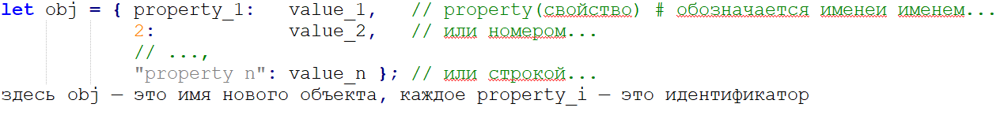 let obj = { property_1:   value_1,   // property(свойство) # обозначается именеи именем...
            2:            value_2,   // или номером...
            // ...,
            "property n": value_n }; // или строкой...
здесь obj — это имя нового объекта, каждое property_i — это идентификатор